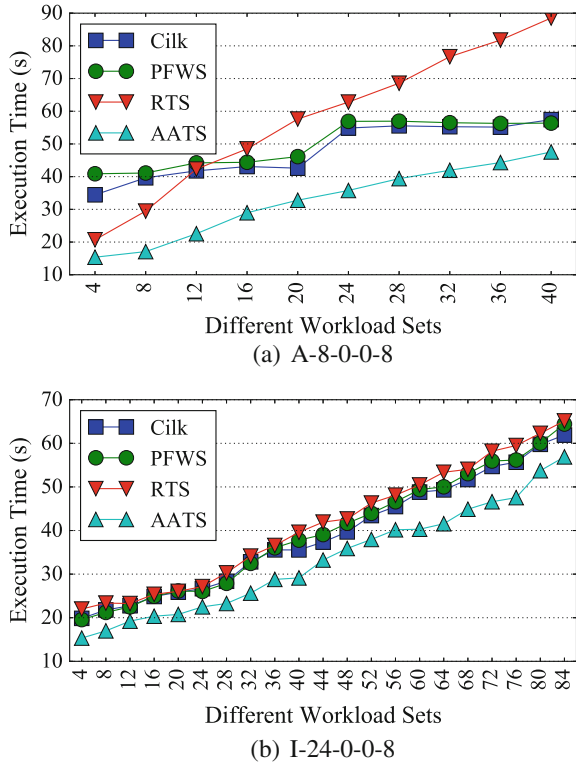 90
80
70
60
50
40
30
20
10
Execution Time (s)
Cilk
PFWS
RTS
AATS
4 8 12 16 20 24 28 32 36 40
Different Workload Sets
(a) A-8-0-0-8
70
60
50
40
30
20
10
Execution Time (s)
Cilk
PFWS
RTS
AATS
4 8 12 16 20 24 28 32 36 40 44 48 52 56 60 64 68 72 76 80 84
Different Workload Sets
(b) I-24-0-0-8